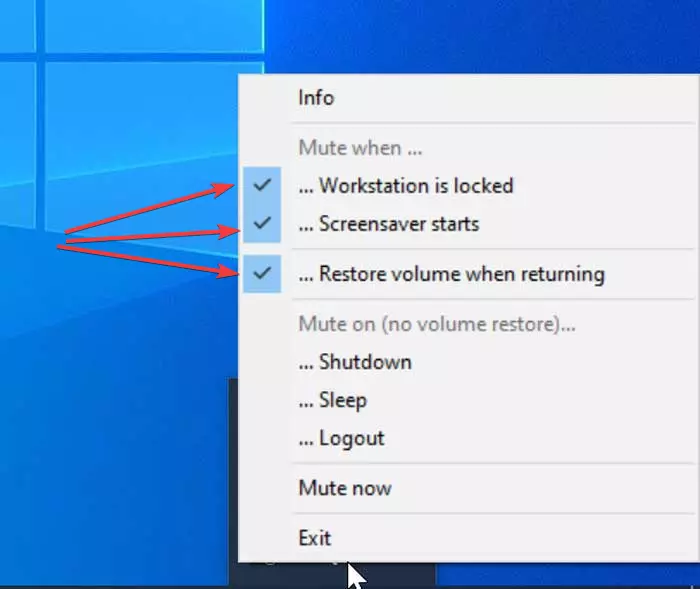 Info
Mute when ...
... Workstation is locked
... Screensaver starts
... Restore volume when returning
Mute on (no volume restore)...
... Shutdown
... Sleep
... Logout
Mute now
Exit